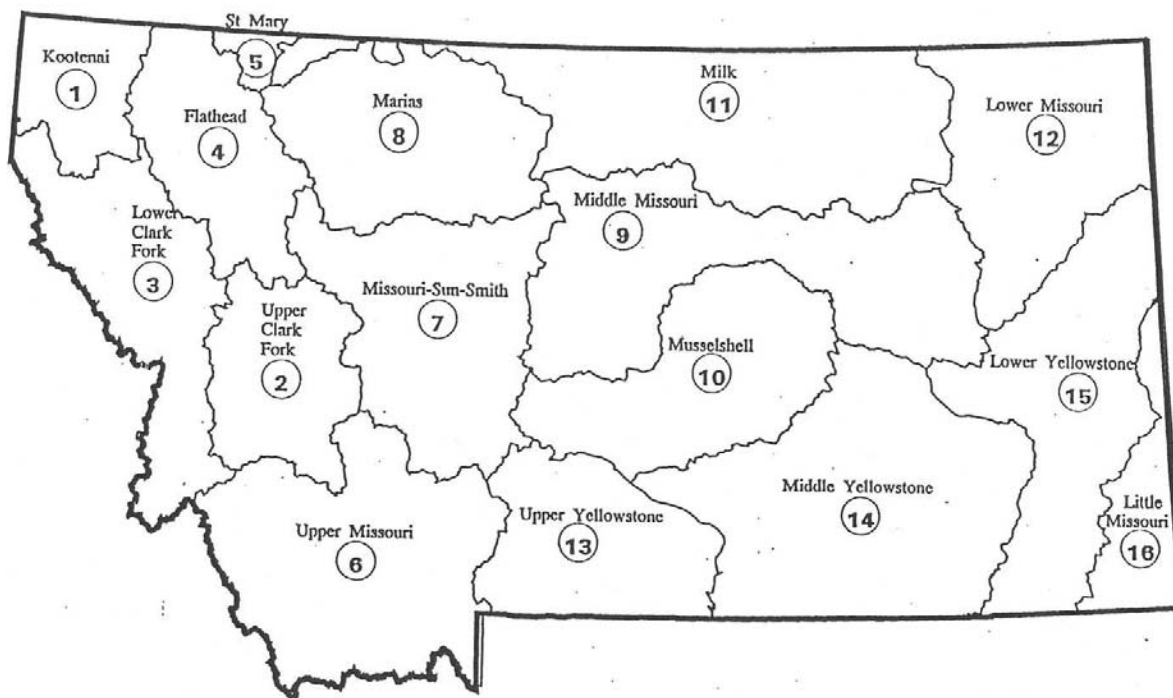 St Mary
5
Kootenai
1
Flathead
4
Marias
8
Milk
11
Lower Missouri
12
Lower
Clark
Fork
3
Middle Missouri
9
Missouri-Sun-Smith
7
Upper
Clark
Fork
2
Musselshell
10
Lower Yellowstone
15
Upper Missouri
6
Upper Yellowstone
13
Middle Yellowstone
14
Little
Missouri
16